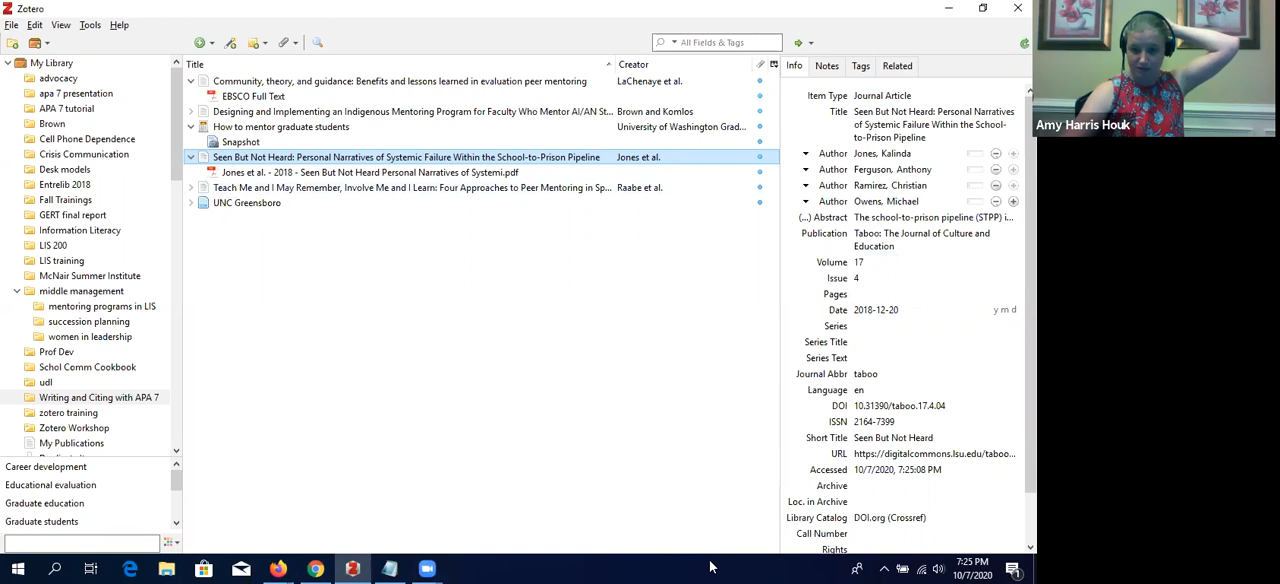 Zotero
File Edit View Tools Help
All Fields & Tags
My Library
advocacy
apa 7 presentation
APA 7 tutorial
Brown
Cell Phone Dependence
Crisis Communication
Desk models
Entrelib 2018
Fall Trainings
GERT final report
Information Literacy
LIS 200
LIS training
McNair Summer Institute
middle management
mentoring programs in LIS
succession planning
women in leadership
Prof Dev
Schol Comm Cookbook
udl
Writing and Citing with APA 7
zotero training
Zotero Workshop
My Publications
Career development
Educational evaluation
Graduate education
Graduate students
Title Creator
Community, theory, and guidance: Benefits and lessons learned in evaluation peer mentoring LaChenaye et al.
EBSCO Full Text
Designing and Implementing an Indigenous Mentoring Program for Faculty Who Mentor AI/AN St... Brown and Komlos
How to mentor graduate students University of Washington Grad...
Snapshot
Seen But Not Heard: Personal Narratives of Systemic Failure Within the School-to-Prison Pipeline Jones et al.
Jones et al. - 2018 - Seen But Not Heard Personal Narratives of Systemi.pdf
Teach Me and I May Remember, Involve Me and I Learn: Four Approaches to Peer Mentoring in Sp... Raabe et al.
UNC Greensboro
Info Notes Tags Related
Item Type Journal Article
Title Seen But Not Heard: Personal Narratives
of Systemic Failure Within the School-
to-Prison Pipeline
Author Jones, Kalinda
Author Ferguson, Anthony
Author Ramirez, Christian
Author Owens, Michael
(...) Abstract The school-to-prison pipeline (STPP) i...
Publication Taboo: The Journal of Culture and
Education
Volume 17
Issue 4
Pages
Date 2018-12-20 y m d
Series
Series Title
Series Text
Journal Abbr taboo
Language en
DOI 10.31390/taboo.17.4.04
ISSN 2164-7399
Short Title Seen But Not Heard
URL https://digitalcommons.lsu.edu/taboo...
Accessed 10/7/2020, 7:25:08 PM
Archive
Loc. in Archive
Library Catalog DOI.org (Crossref)
Call Number
Rights
Amy Harris Houk
7:25 PM
10/7/2020
1